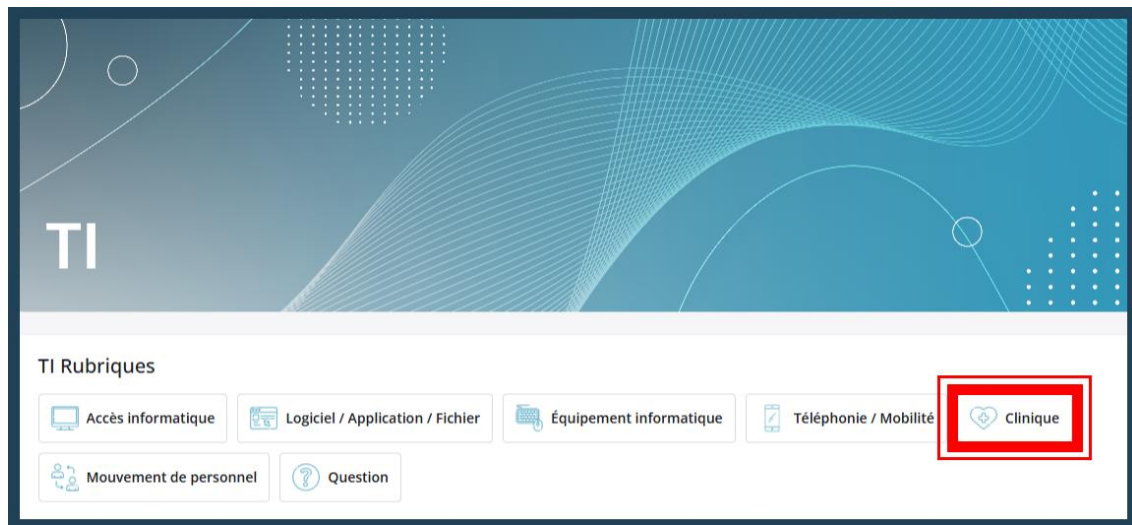 TI
TI Rubriques
Accès informatique
Logiciel / Application / Fichier
Équipement informatique
Téléphonie / Mobilité
Clinique
Mouvement de personnel
Question